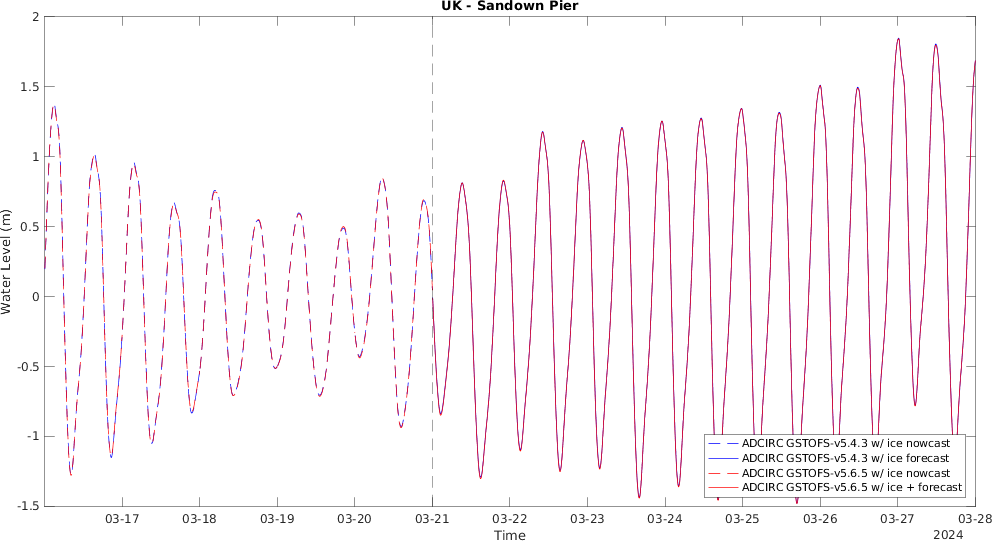 UK - Sandown Pier
2
1.5
1
0.5
0
-0.5
-1
-1.5
Water Level (m)
ADCIRC GSTOFS-v5.4.3 w/ ice nowcast
ADCIRC GSTOFS-v5.4.3 w/ ice forecast
ADCIRC GSTOFS-v5.6.5 w/ ice nowcast
ADCIRC GSTOFS-v5.6.5 w/ ice + forecast
03-17 03-18 03-19 03-20 03-21 03-22 03-23 03-24 03-25 03-26 03-27 03-28
Time
2024